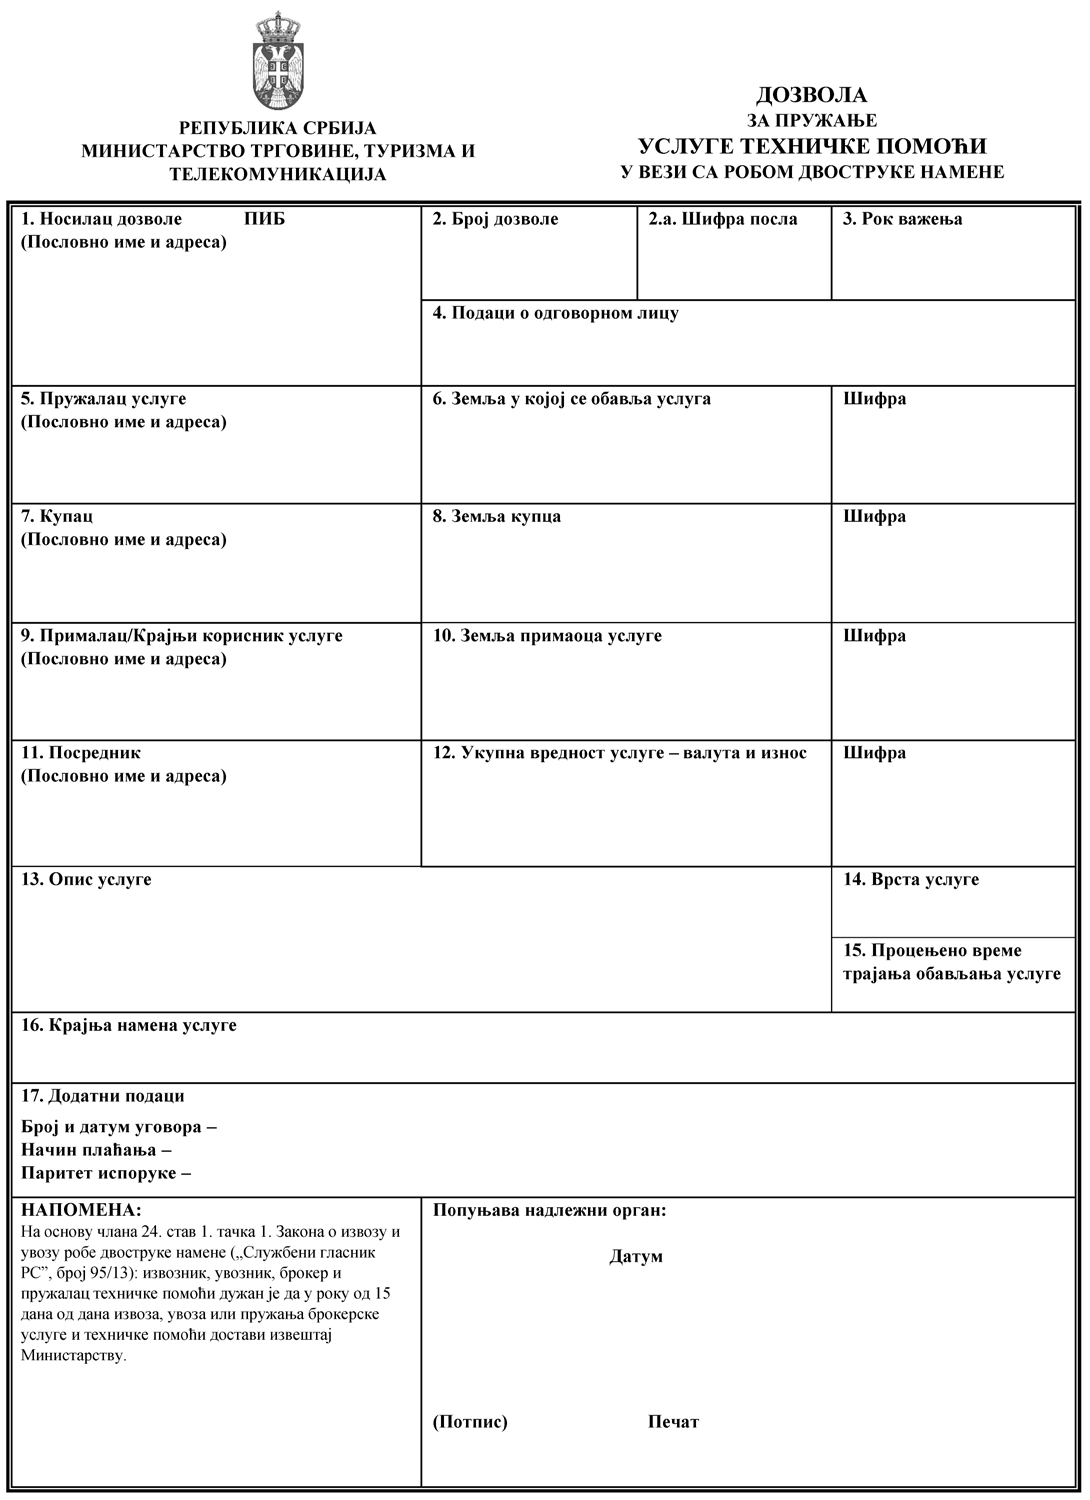 РЕПУБЛИКА СРБИЈА
МИНИСТАРСТВО ТРГОВИНЕ, ТУРИЗМА И
ТЕЛЕКОМУНИКАЦИЈА
ДОЗВОЛА
ЗА ПРУЖАЊЕ
УСЛУГЕ ТЕХНИЧКЕ ПОМОЋИ
У ВЕЗИ СА РОБОМ ДВОСТРУКЕ НАМЕНЕ
1. Носилац дозволе ПИБ
(Пословно име и адреса)
2. Број дозволе
2.а. Шифра посла
3. Рок важења
4. Подаци о одговорном лицу
5. Пружалац услуге
(Пословно име и адреса)
6. Земља у којој се обавља услуга
Шифра
7. Купац
(Пословно име и адреса)
8. Земља купца
Шифра
9. Прималац/Крајњи корисник услуге
(Пословно име и адреса)
10. Земља примаоца услуге
Шифра
11. Посредник
(Пословно име и адреса)
12. Укупна вредност услуге – валута и износ
Шифра
13. Опис услуге
14. Врста услуге
15. Процењено време
трајања обављања услуге
16. Крајња намена услуге
17. Додатни подаци
Број и датум уговора –
Начин плаћања –
Паритет испоруке –
НАПОМЕНА:
На основу члана 24. став 1. тачка 1. Закона о извозу и
увозу робе двоструке намене („Службени гласник
РС”, број 95/13): извозник, увозник, брокер и
пружалац техничке помоћи дужан је да у року од 15
дана од дана извоза, увоза или пружања брокерске
услуге и техничке помоћи достави извештај
Министарству.
Попуњава надлежни орган:
Датум
(Потпис) Печат